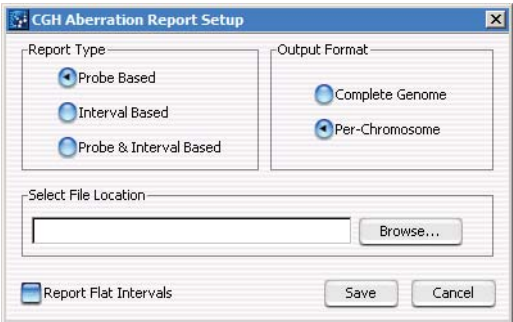 CGH Aberration Report Setup
Report Type
Probe Based
Interval Based
Probe & Interval Based
Output Format
Complete Genome
Per-Chromosome
Select File Location
Browse...
Report Flat Intervals
Save
Cancel